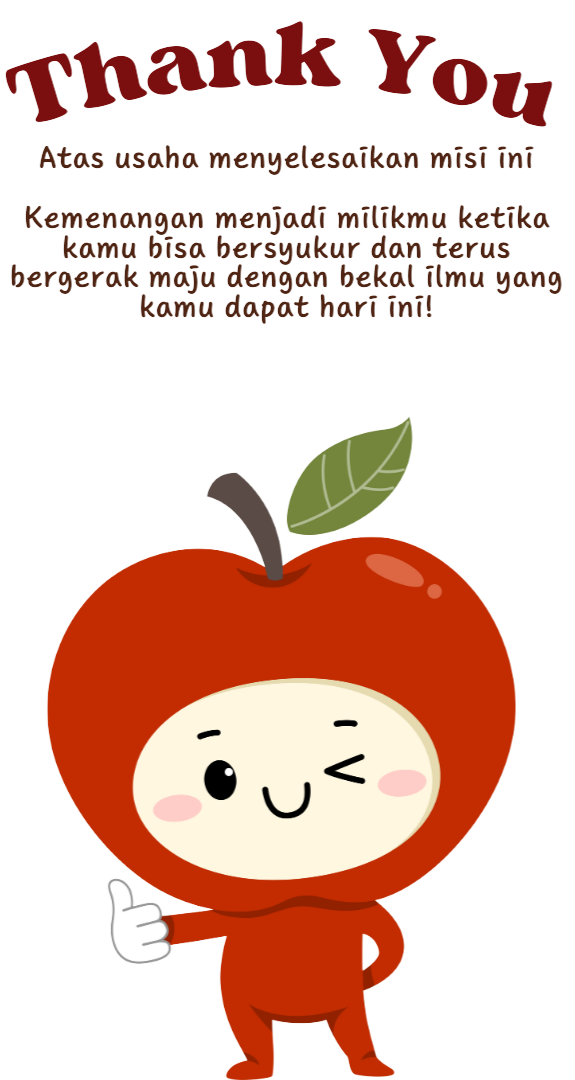 Thank You
Atas usaha menyelesaikan misi ini
Kemenangan menjadi milikmu ketika
kamu bisa bersyukur dan terus
bergerak maju dengan bekal ilmu yang
kamu dapat hari ini!